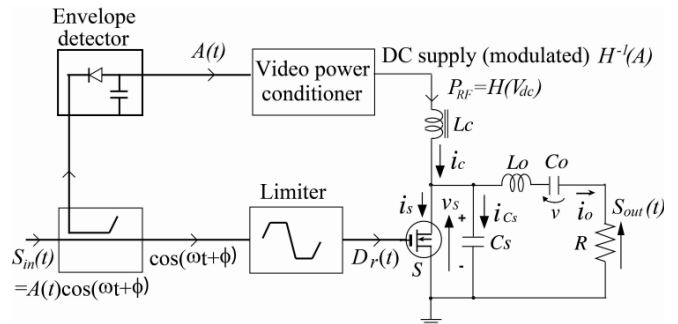 Envelope
detector
A(t)
Video power
conditioner
DC supply (modulated) H⁻¹(A)
P_RF=H(V_dc)
Lc
i_c
Lo Co
Limiter
i_s
v_S
+
-
i_Cs
Cs
v
i_o
S_out(t)
R
S
S_in(t)
=A(t)cos(ωt+ϕ)
cos(ωt+ϕ)
D_r(t)